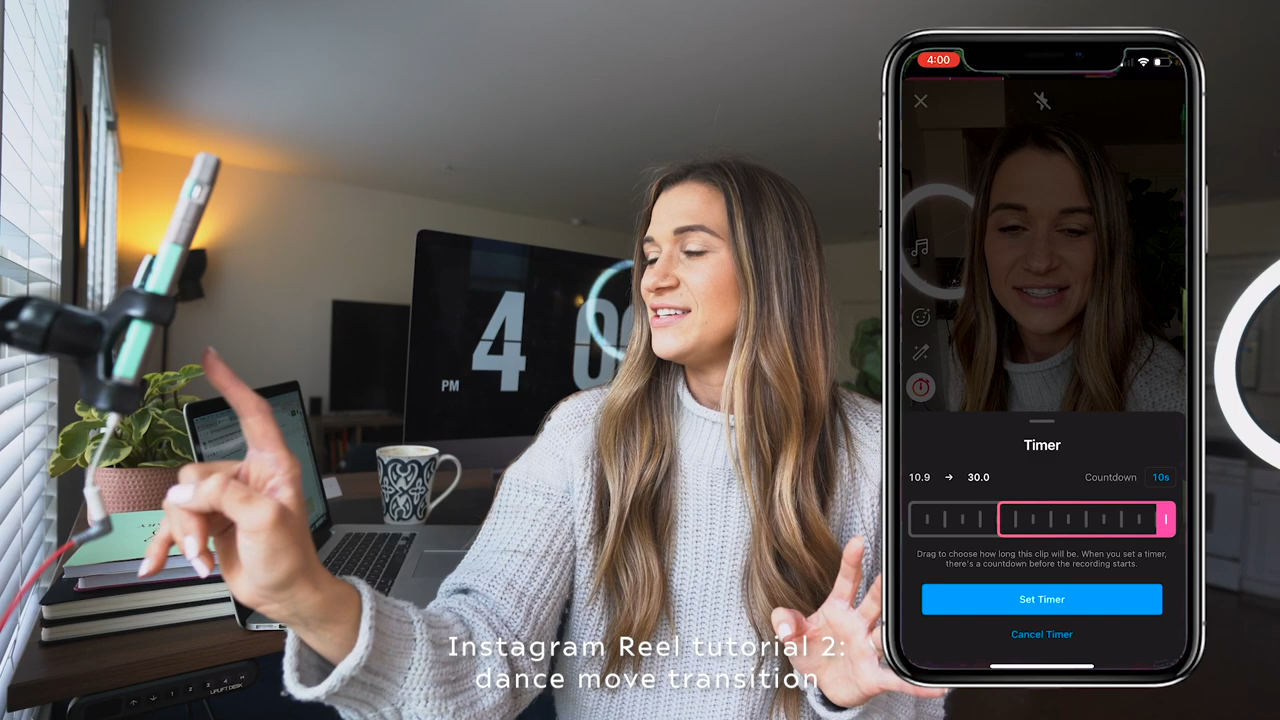 4:00
PM
4
UPLIFT DESK
Timer
10.9 → 30.0 Countdown 10s
Drag to choose how long this clip will be. When you set a timer,
there's a countdown before the recording starts.
Set Timer
Cancel Timer
Instagram Reel tutorial 2:
dance move transition